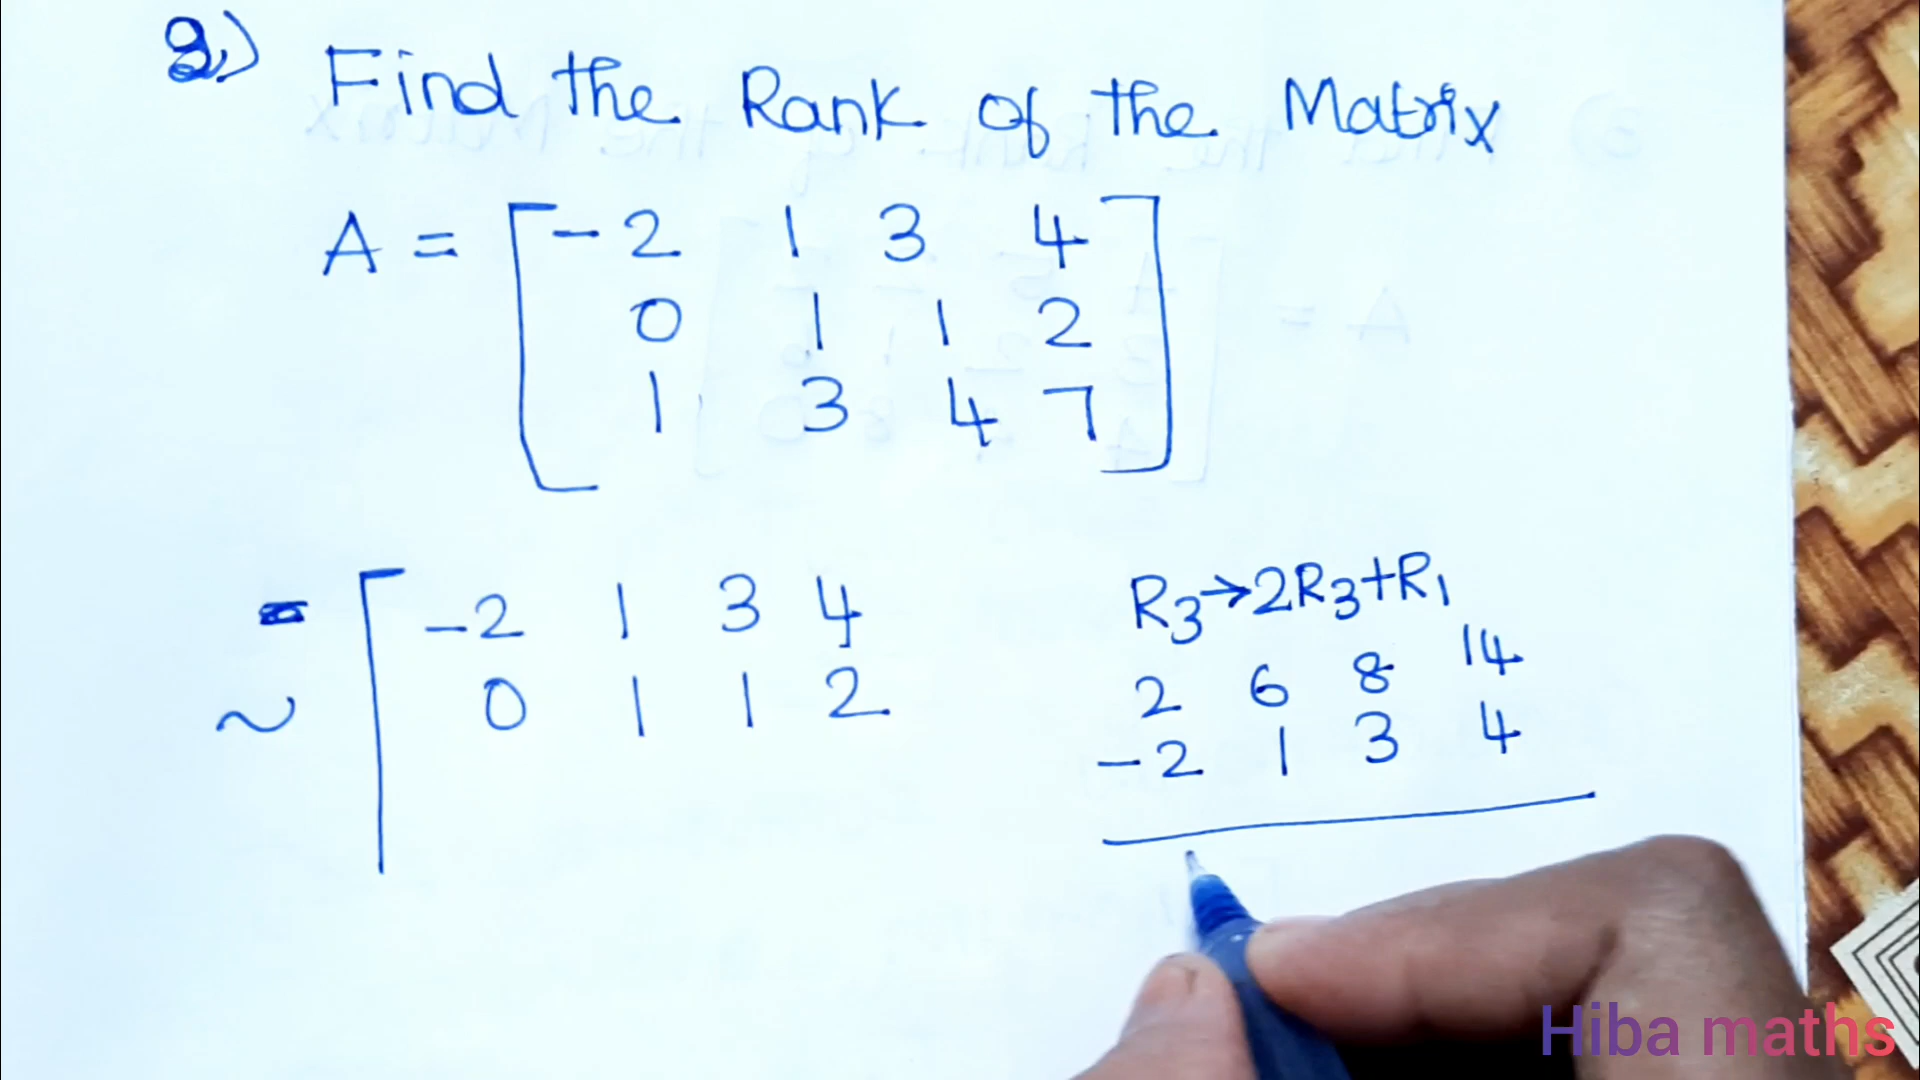 2.) Find the Rank of the Matrix
A = [ -2 1 3 4
0 1 1 2
1 3 4 7 ]
= [ -2 1 3 4
~ 0 1 1 2
R3→2R3+R1
2 6 8 14
-2 1 3 4
Hiba maths